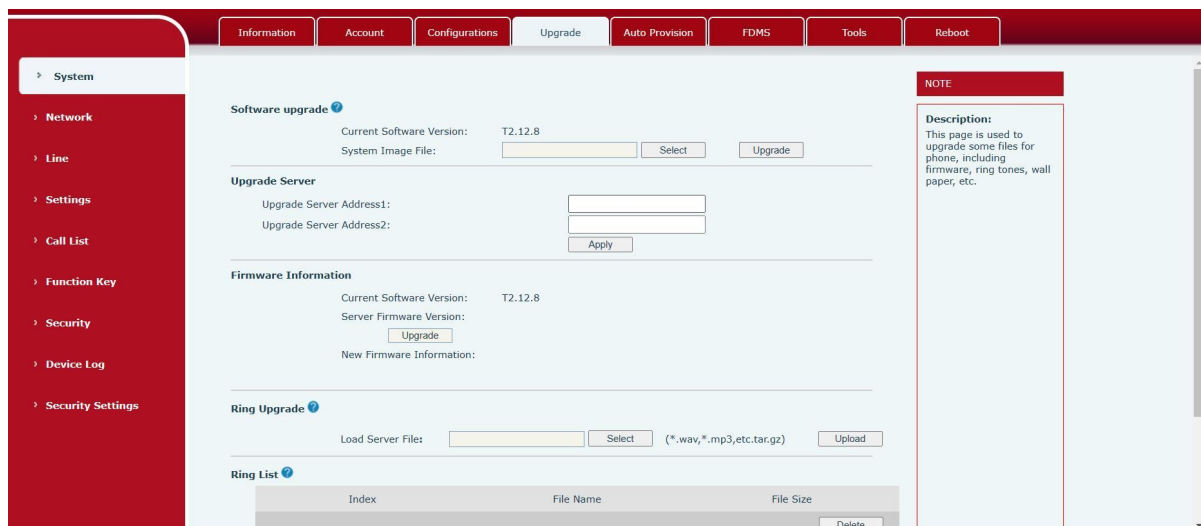 Information Account Configurations Upgrade Auto Provision FDMS Tools Reboot
System
Network
Line
Settings
Call List
Function Key
Security
Device Log
Security Settings
Software upgrade
Current Software Version: T2.12.8
System Image File: Select Upgrade
Upgrade Server
Upgrade Server Address1:
Upgrade Server Address2:
Apply
Firmware Information
Current Software Version: T2.12.8
Server Firmware Version:
Upgrade
New Firmware Information:
Ring Upgrade
Load Server File: Select (*.wav,*.mp3,etc.tar.gz) Upload
Ring List
Index File Name File Size
Delete
NOTE
Description:
This page is used to
upgrade some files for
phone, including
firmware, ring tones, wall
paper, etc.